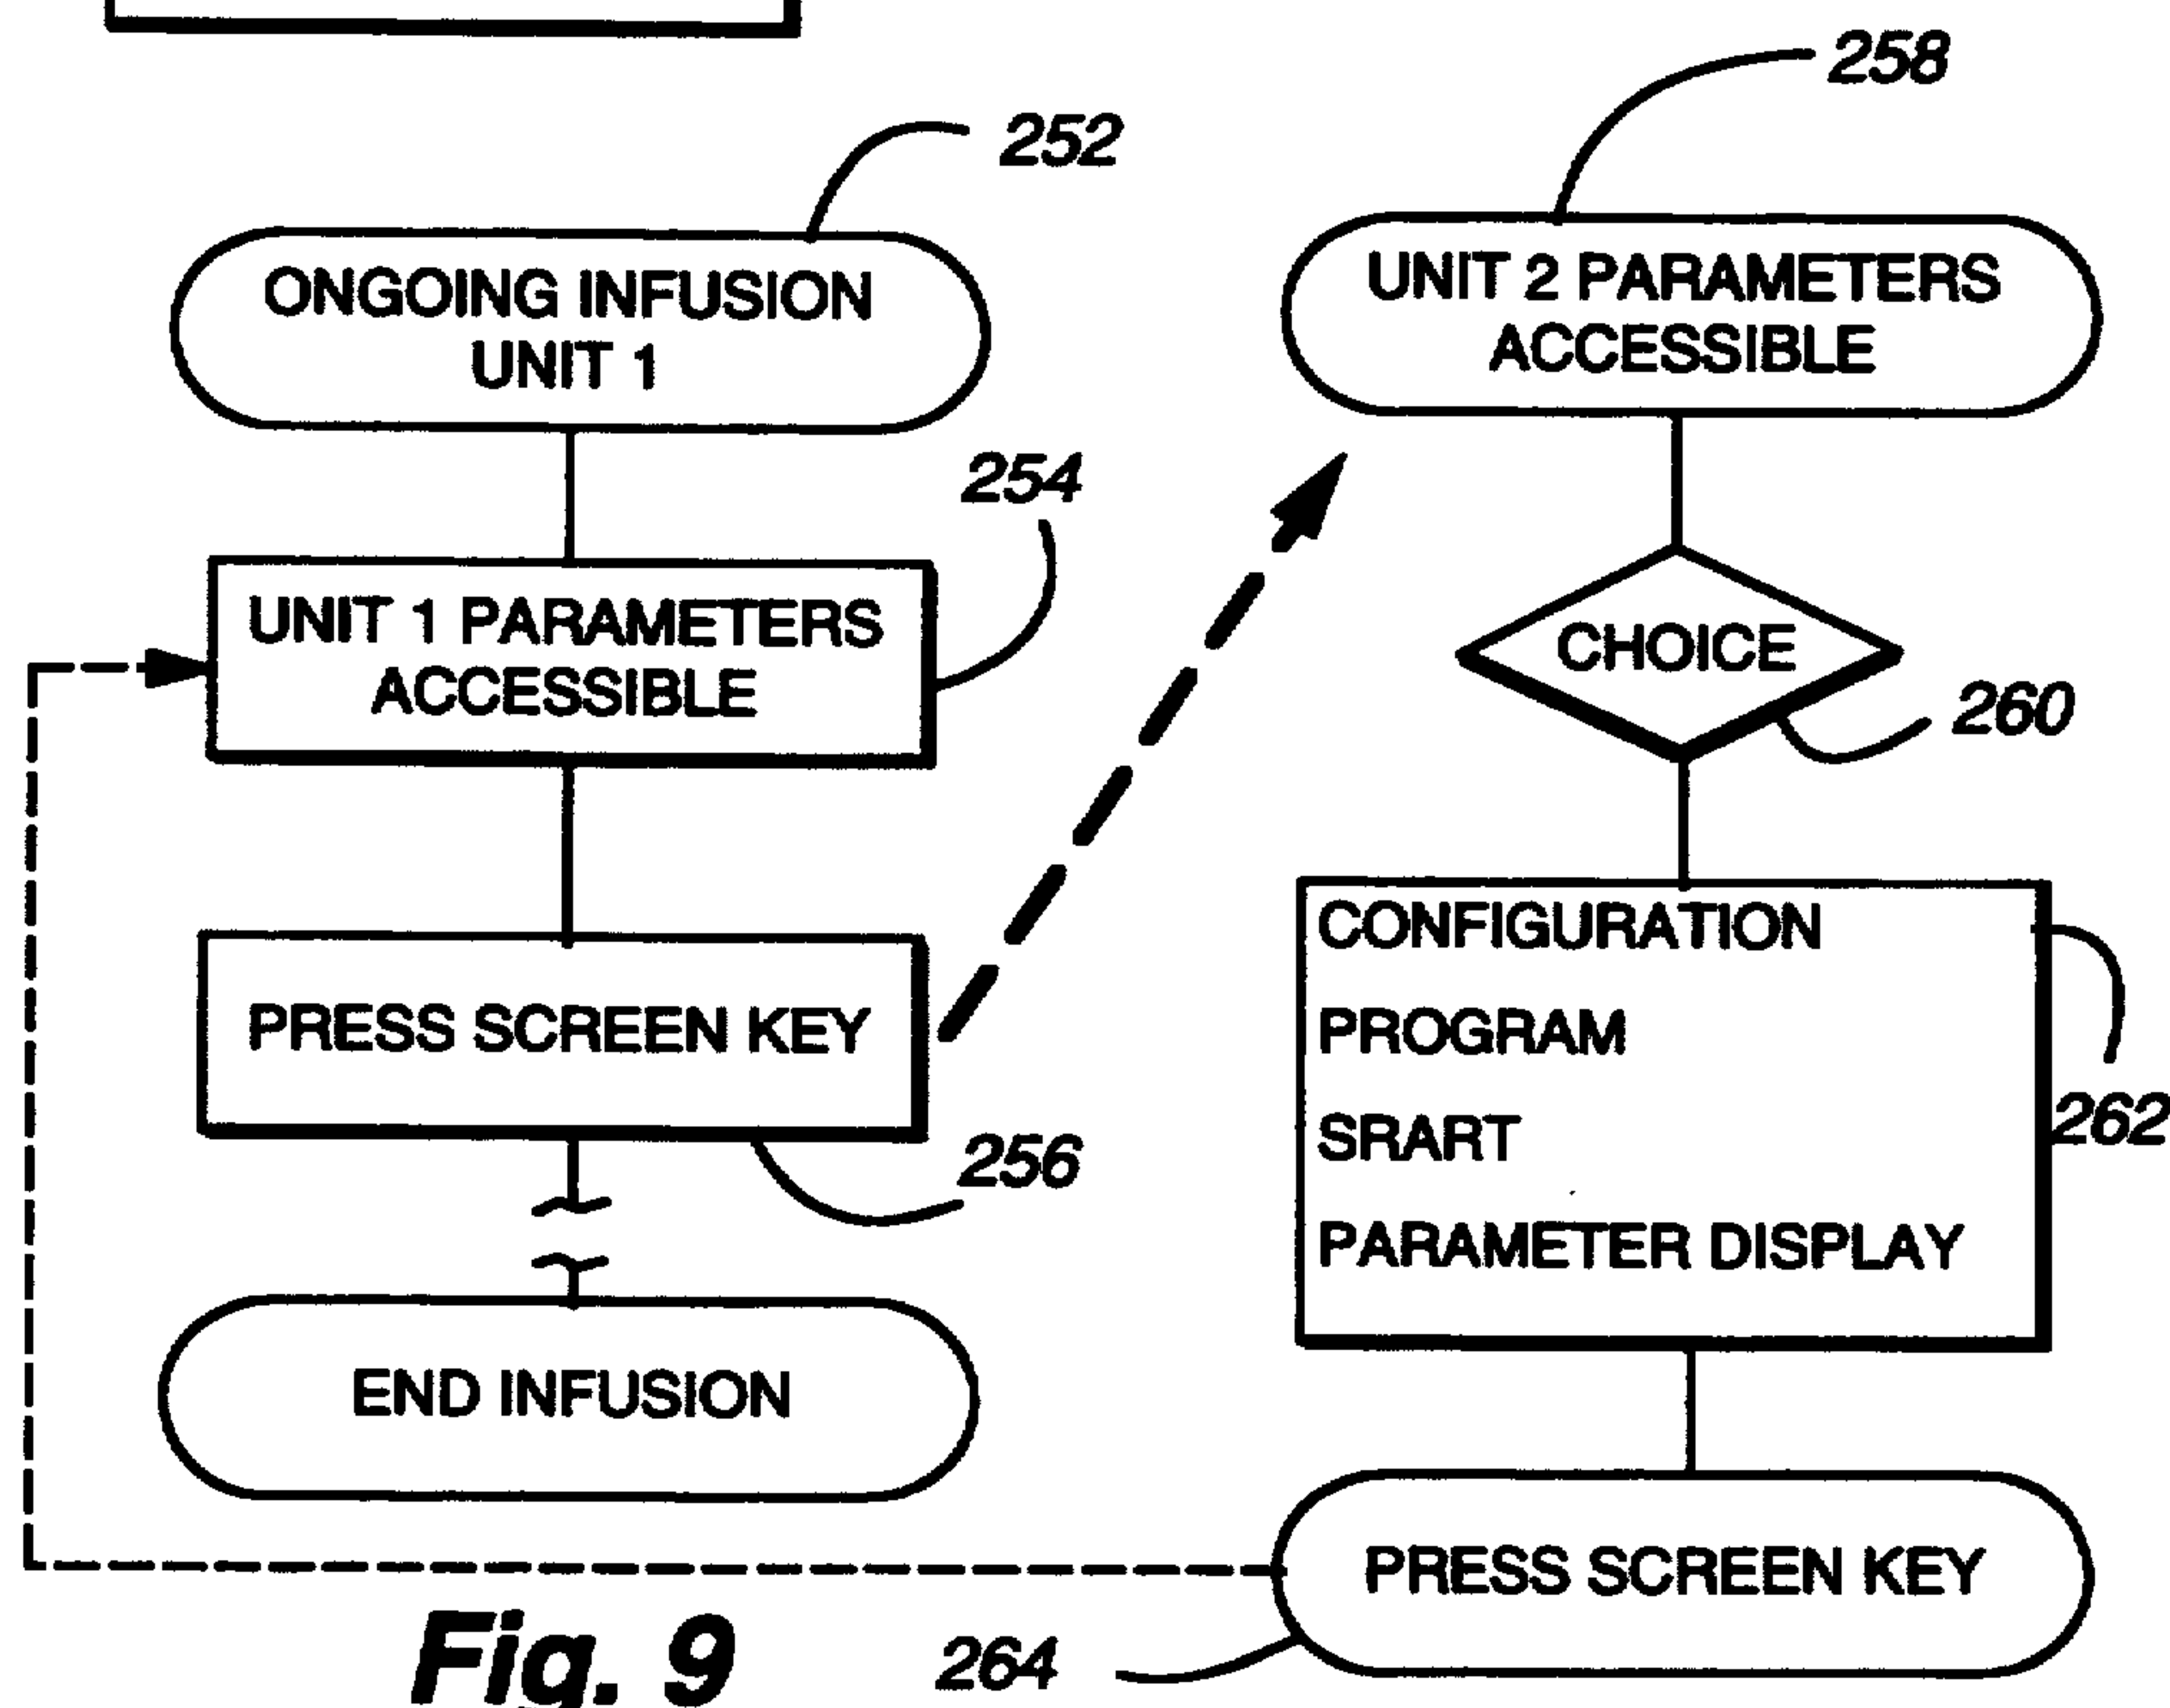 252
ONGOING INFUSION
UNIT 1
254
UNIT 1 PARAMETERS
ACCESSIBLE
PRESS SCREEN KEY
256
END INFUSION
258
UNIT 2 PARAMETERS
ACCESSIBLE
CHOICE
260
CONFIGURATION
PROGRAM
SRART
PARAMETER DISPLAY
262
PRESS SCREEN KEY
264
Fig. 9